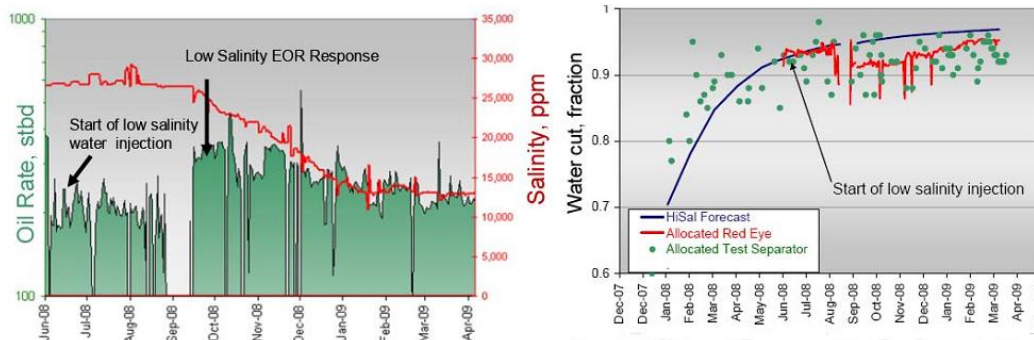 1000
35,000
30,000
25,000
20,000
15,000
10,000
5,000
0
100
Oil Rate, stbd
Salinity, ppm
Low Salinity EOR Response
Start of low salinity
water injection
Jun-08
Jul-08
Aug-08
Sep-08
Oct-08
Nov-08
Dec-08
Jan-09
Feb-09
Mar-09
Apr-09
Water cut, fraction
1
0.9
0.8
0.7
0.6
Start of low salinity injection
HiSal Forecast
Allocated Red Eye
Allocated Test Separator
Dec-07
Dec-07
Jan-08
Feb-08
Mar-08
Apr-08
May-08
Jun-08
Jul-08
Aug-08
Sep-08
Oct-08
Nov-08
Dec-08
Jan-09
Feb-09
Mar-09
Apr-09